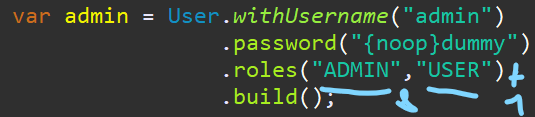 var admin = User.withUsername("admin")
.password("{noop}dummy")
.roles("ADMIN","USER")
.build();